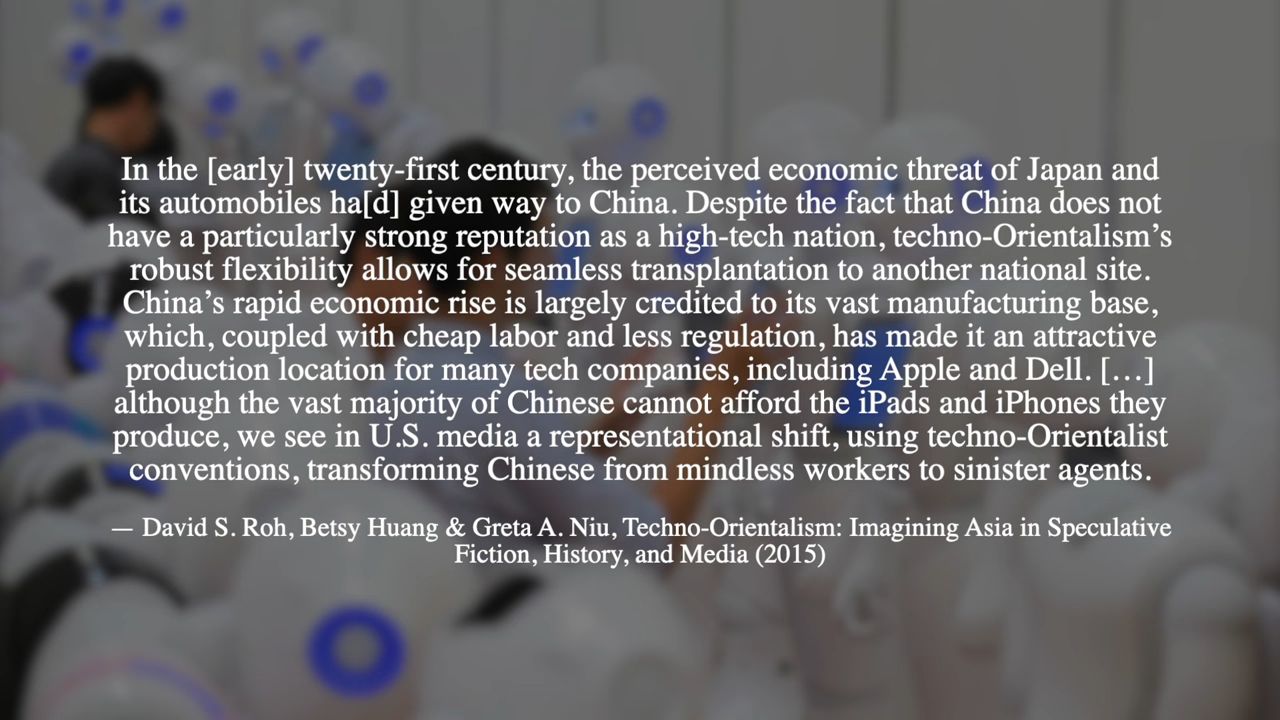 In the [early] twenty-first century, the perceived economic threat of Japan and
its automobiles ha[d] given way to China. Despite the fact that China does not
have a particularly strong reputation as a high-tech nation, techno-Orientalism’s
robust flexibility allows for seamless transplantation to another national site.
China’s rapid economic rise is largely credited to its vast manufacturing base,
which, coupled with cheap labor and less regulation, has made it an attractive
production location for many tech companies, including Apple and Dell. […]
although the vast majority of Chinese cannot afford the iPads and iPhones they
produce, we see in U.S. media a representational shift, using techno-Orientalist
conventions, transforming Chinese from mindless workers to sinister agents.
— David S. Roh, Betsy Huang & Greta A. Niu, Techno-Orientalism: Imagining Asia in Speculative
Fiction, History, and Media (2015)